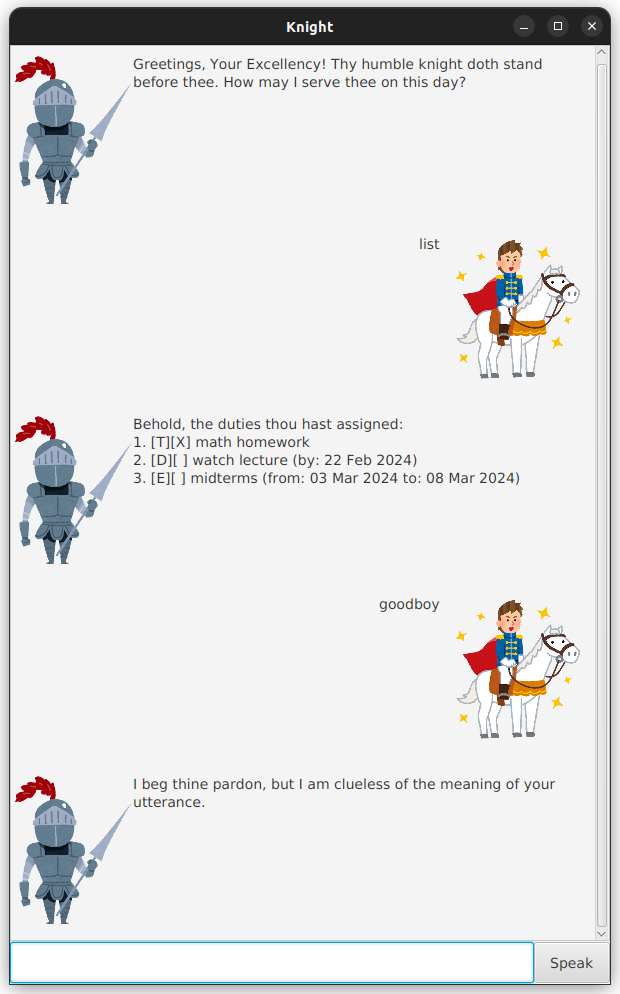 Knight
Greetings, Your Excellency! Thy humble knight doth stand
before thee. How may I serve thee on this day?
list
Behold, the duties thou hast assigned:
1. [T][X] math homework
2. [D][ ] watch lecture (by: 22 Feb 2024)
3. [E][ ] midterms (from: 03 Mar 2024 to: 08 Mar 2024)
goodboy
I beg thine pardon, but I am clueless of the meaning of your
utterance.
Speak